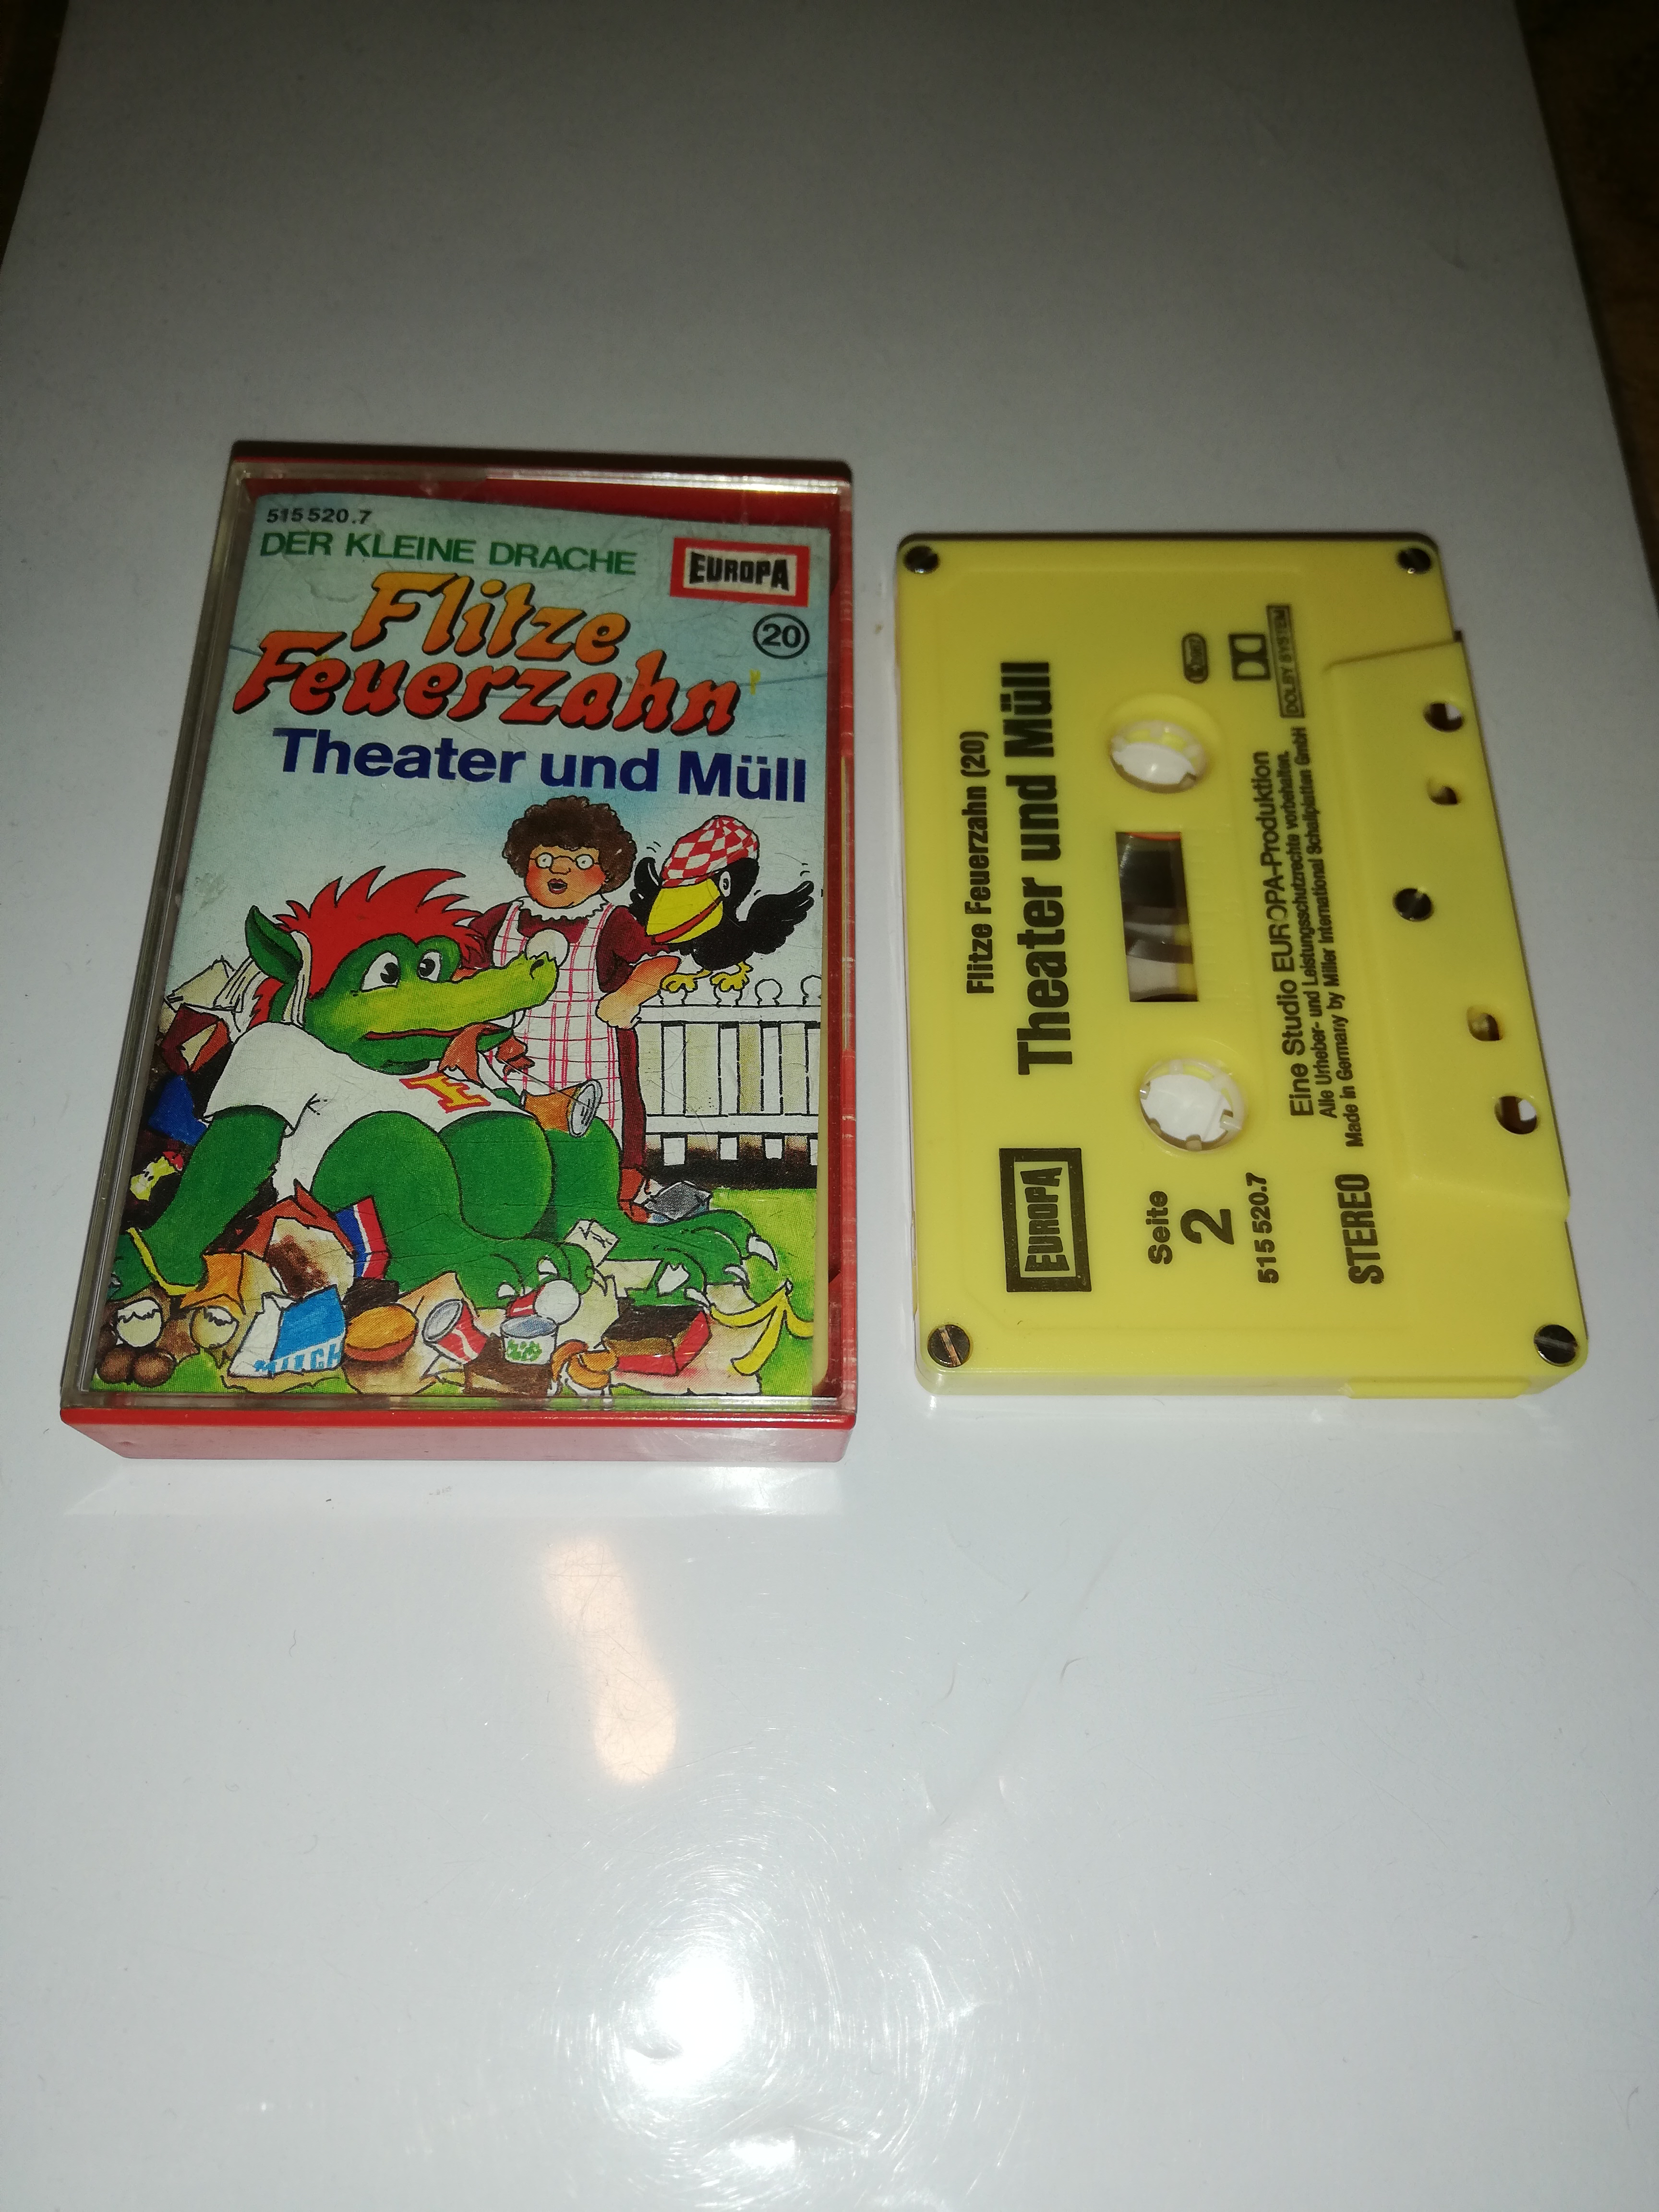 515 520.7
DER KLEINE DRACHE
EUROPA
Flitze
Feuerzahn
20
Theater und Müll
MILCH
Flitze Feuerzahn (20)
Theater und Müll
EUROPA
Seite
2
515 520.7
DOLBY SYSTEM
Eine Studio EUROPA-Produktion
Alle Urheber- und Leistungsschutzrechte vorbehalten.
Made in Germany by Miller International Schallplatten GmbH
STEREO